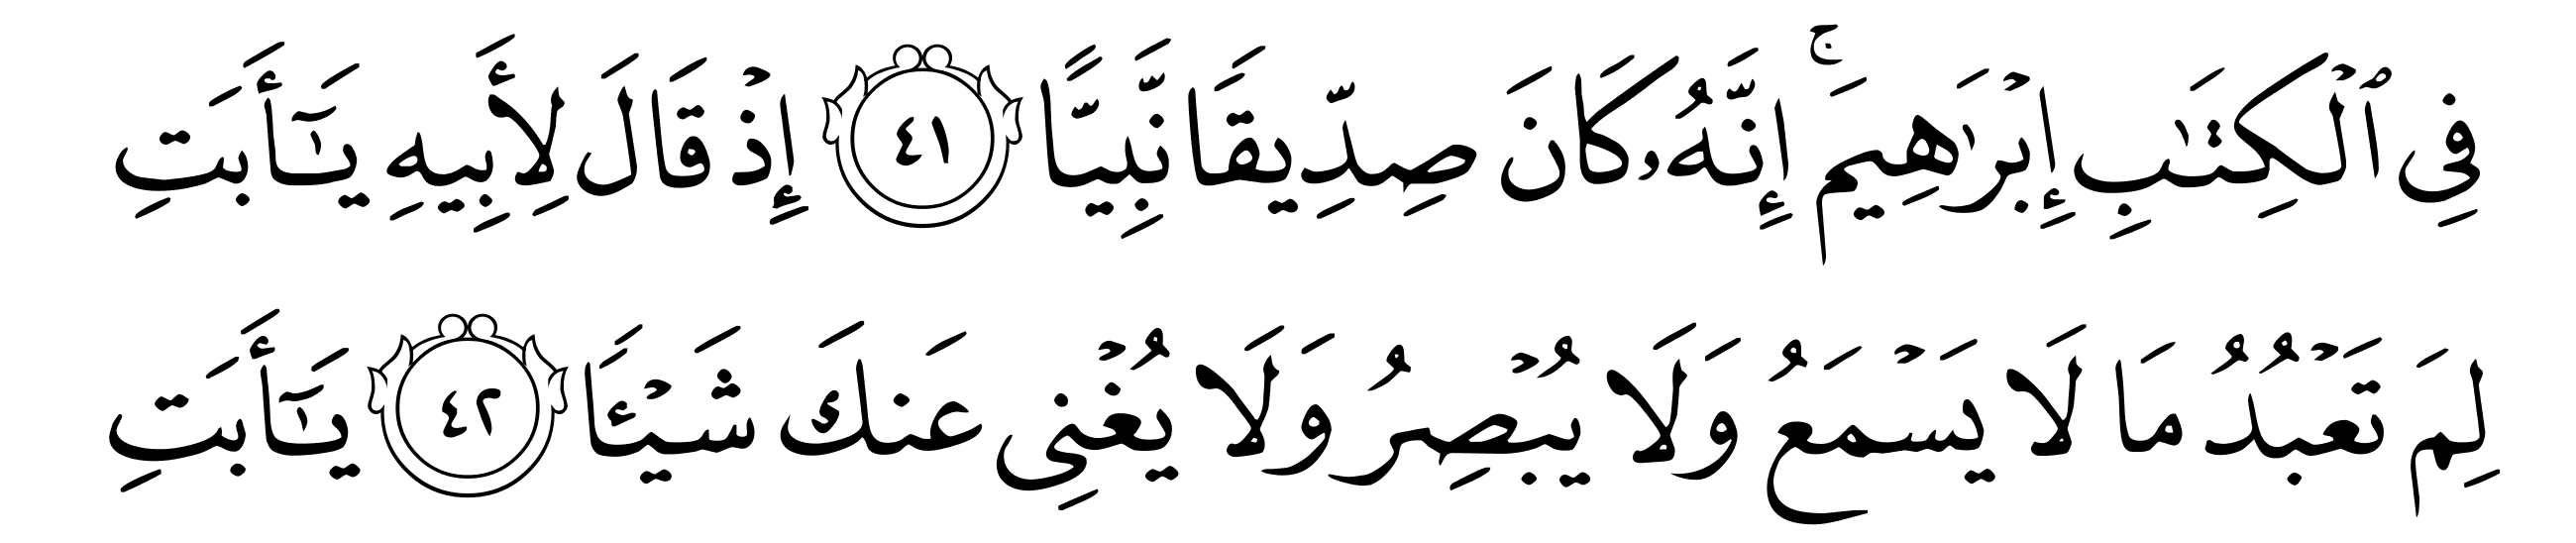 فِى ٱلْكِتَـٰبِ إِبْرَٰهِيمَ ۚ إِنَّهُۥ كَانَ صِدِّيقًا نَّبِيًّا ٤١ إِذْ قَالَ لِأَبِيهِ يَـٰٓأَبَتِ
لِمَ تَعْبُدُ مَا لَا يَسْمَعُ وَلَا يُبْصِرُ وَلَا يُغْنِى عَنكَ شَيْـًٔا ٤٢ يَـٰٓأَبَتِ